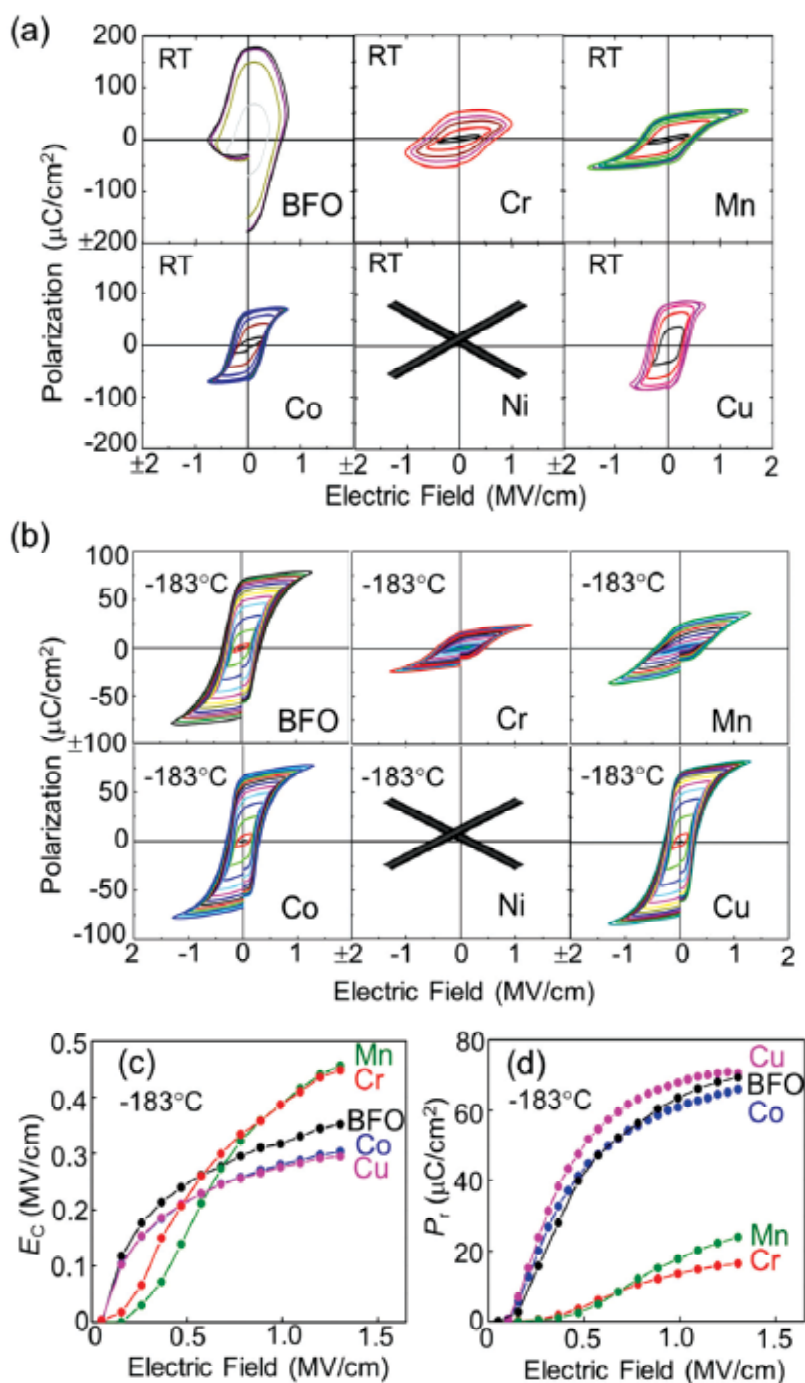 (a)
200
RT
RT
RT
100
0
-100
BFO
Cr
Mn
±200
RT
RT
RT
100
0
-100
Co
Ni
Cu
-200
±2
-1
0
1
±2
-1
0
1
±2
-1
0
1
2
Polarization (μC/cm²)
Electric Field (MV/cm)
(b)
100
-183°C
-183°C
-183°C
50
0
-50
BFO
Cr
Mn
±100
-183°C
-183°C
-183°C
50
0
-50
Co
Ni
Cu
-100
2
-1
0
1
±2
-1
0
1
±2
-1
0
1
2
Polarization (μC/cm²)
Electric Field (MV/cm)
(c)
-183°C
0.5
0.4
0.3
0.2
0.1
0
Mn
Cr
BFO
Co
Cu
E_C (MV/cm)
0
0.5
1.0
1.5
Electric Field (MV/cm)
(d)
-183°C
80
60
40
20
0
Cu
BFO
Co
Mn
Cr
P_r (μC/cm²)
0
0.5
1.0
1.5
Electric Field (MV/cm)